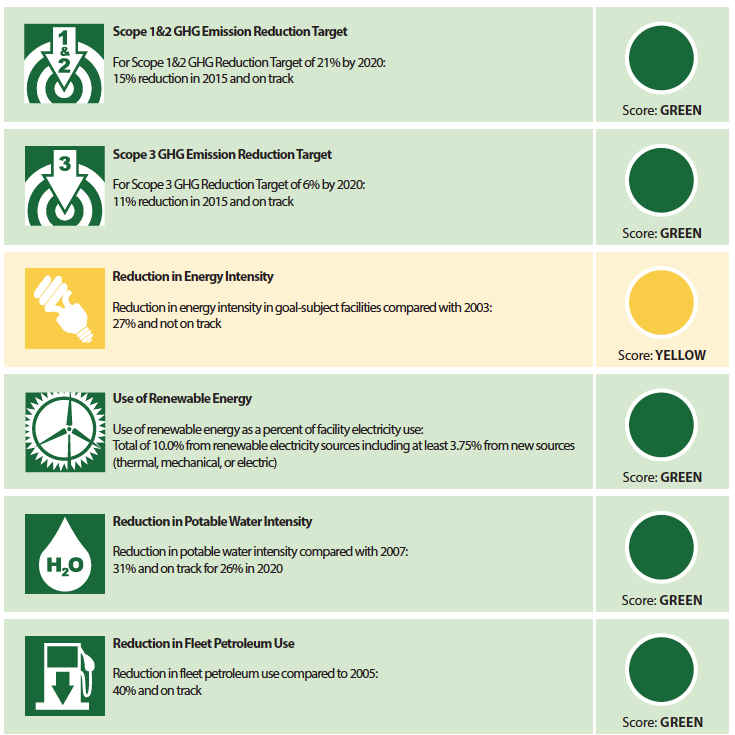 1
&
2
Scope 1&2 GHG Emission Reduction Target
For Scope 1&2 GHG Reduction Target of 21% by 2020:
15% reduction in 2015 and on track
Score: GREEN
3
Scope 3 GHG Emission Reduction Target
For Scope 3 GHG Reduction Target of 6% by 2020:
11% reduction in 2015 and on track
Score: GREEN
Reduction in Energy Intensity
Reduction in energy intensity in goal-subject facilities compared with 2003:
27% and not on track
Score: YELLOW
Use of Renewable Energy
Use of renewable energy as a percent of facility electricity use:
Total of 10.0% from renewable electricity sources including at least 3.75% from new sources
(thermal, mechanical, or electric)
Score: GREEN
H2O
Reduction in Potable Water Intensity
Reduction in potable water intensity compared with 2007:
31% and on track for 26% in 2020
Score: GREEN
Reduction in Fleet Petroleum Use
Reduction in fleet petroleum use compared to 2005:
40% and on track
Score: GREEN